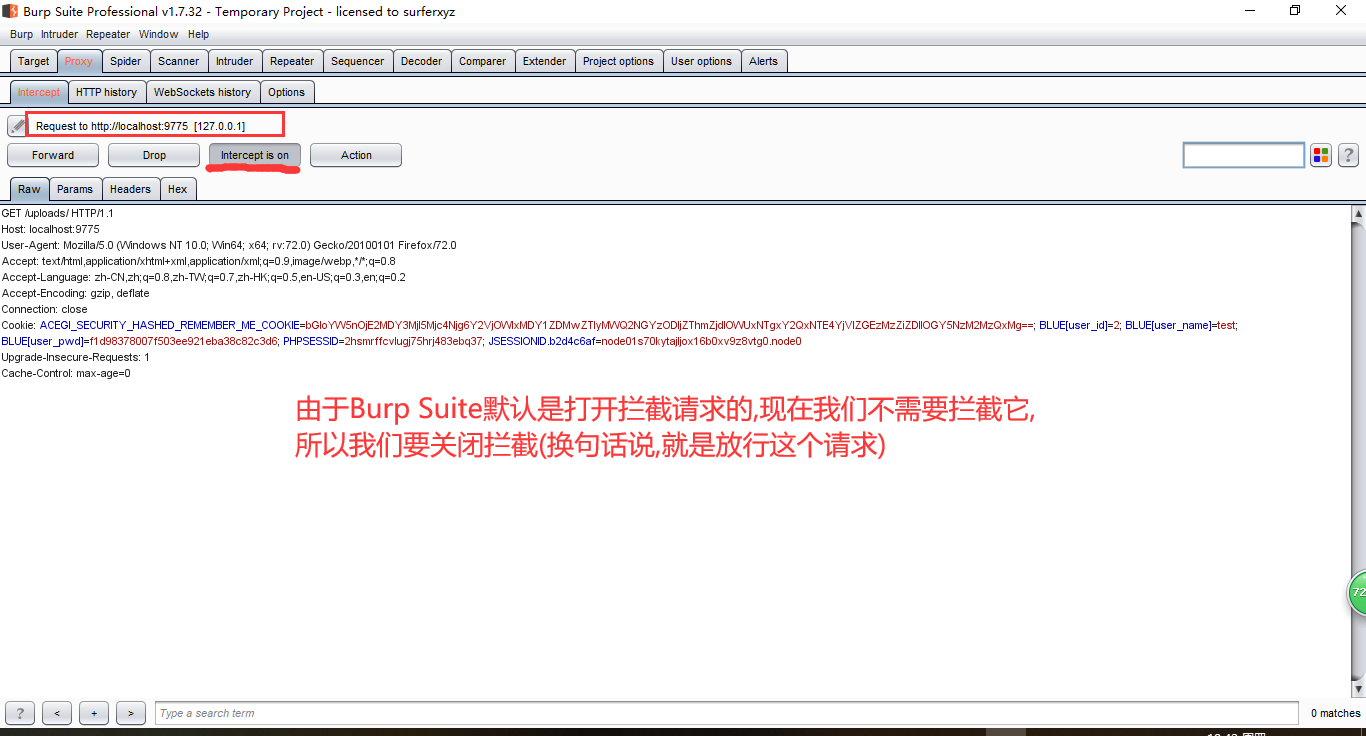 Burp Suite Professional v1.7.32 - Temporary Project - licensed to surferxyz
Burp Intruder Repeater Window Help
Target Proxy Spider Scanner Intruder Repeater Sequencer Decoder Comparer Extender Project options User options Alerts
Intercept HTTP history WebSockets history Options
Request to http://localhost:9775 [127.0.0.1]
Forward Drop Intercept is on Action ?
Raw Params Headers Hex
GET /uploads/ HTTP/1.1
Host: localhost:9775
User-Agent: Mozilla/5.0 (Windows NT 10.0; Win64; x64; rv:72.0) Gecko/20100101 Firefox/72.0
Accept: text/html,application/xhtml+xml,application/xml;q=0.9,image/webp,*/*;q=0.8
Accept-Language: zh-CN,zh;q=0.8,zh-TW;q=0.7,zh-HK;q=0.5,en-US;q=0.3,en;q=0.2
Accept-Encoding: gzip, deflate
Connection: close
Cookie: ACEGI_SECURITY_HASHED_REMEMBER_ME_COOKIE= BLUE[user_id]=2; BLUE[user_name]=test;
BLUE[user_pwd]=f1d98378007f503ee921eba38c82c3d6; PHPSESSID=2hsmrffcvlugj75hrj483ebq37; JSESSIONID.b2d4c6af=node01s70kytajljox16b0xv9z8vtg0.node0
Upgrade-Insecure-Requests: 1
Cache-Control: max-age=0
由于Burp Suite默认是打开拦截请求的,现在我们不需要拦截它,
所以我们要关闭拦截(换句话说,就是放行这个请求)
72
? < + > Type a search term 0 matches